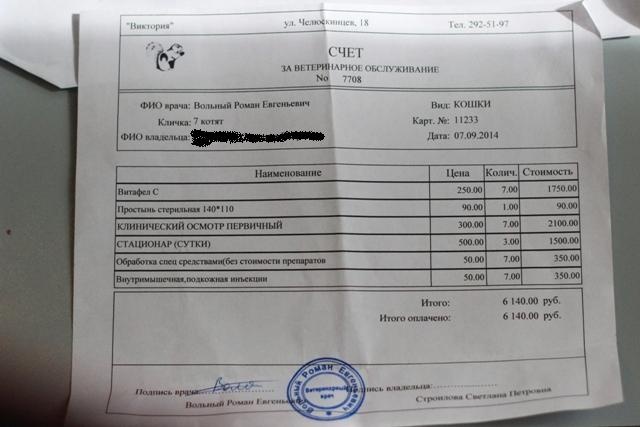 "Виктория" ул. Челюскинцев, 18 Тел. 292-51-97
СЧЕТ
ЗА ВЕТЕРИНАРНОЕ ОБСЛУЖИВАНИЕ
No 7708
ФИО врача: Вольный Роман Евгеньевич Вид: КОШКИ
Кличка: 7 котят Карт. №: 11233
ФИО владельца: Дата: 07.09.2014
Наименование Цена Колич. Стоимость
Витафел С 250.00 7.00 1750.00
Простынь стерильная 140*110 90.00 1.00 90.00
КЛИНИЧЕСКИЙ ОСМОТР ПЕРВИЧНЫЙ 300.00 7.00 2100.00
СТАЦИОНАР (СУТКИ) 500.00 3.00 1500.00
Обработка спец средствами(без стоимости препаратов 50.00 7.00 350.00
Внутримышечная,подкожная инъекции 50.00 7.00 350.00
Итого: 6 140.00 руб.
Итого оплачено: 6 140.00 руб.
Подпись врача: Подпись владельца:
Вольный Роман Евгеньевич Строилова Светлана Петровна
Вольный Роман Евгеньевич
Ветеринарный
врач